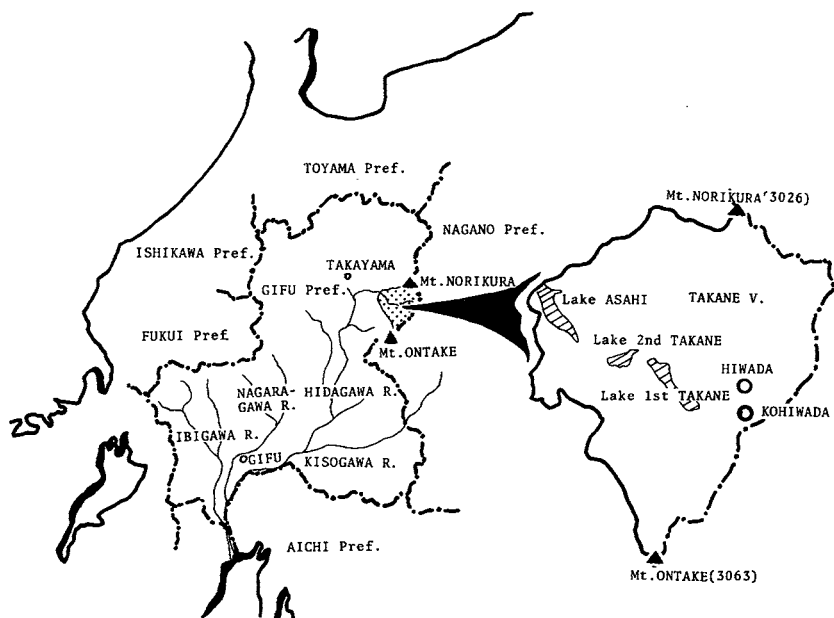 TOYAMA Pref.
NAGANO Pref.
ISHIKAWA Pref.
TAKAYAMA
Mt.NORIKURA
GIFU Pref.
FUKUI Pref
Mt.ONTAKE
NAGARA-
GAWA R.
HIDAGAWA R.
IBIGAWA R.
GIFU
KISOGAWA R.
AICHI Pref.
Mt.NORIKURA'3026)
Lake ASAHI
TAKANE V.
Lake 2nd TAKANE
HIWADA
Lake 1st TAKANE
KOHIWADA
Mt.ONTAKE(3063)